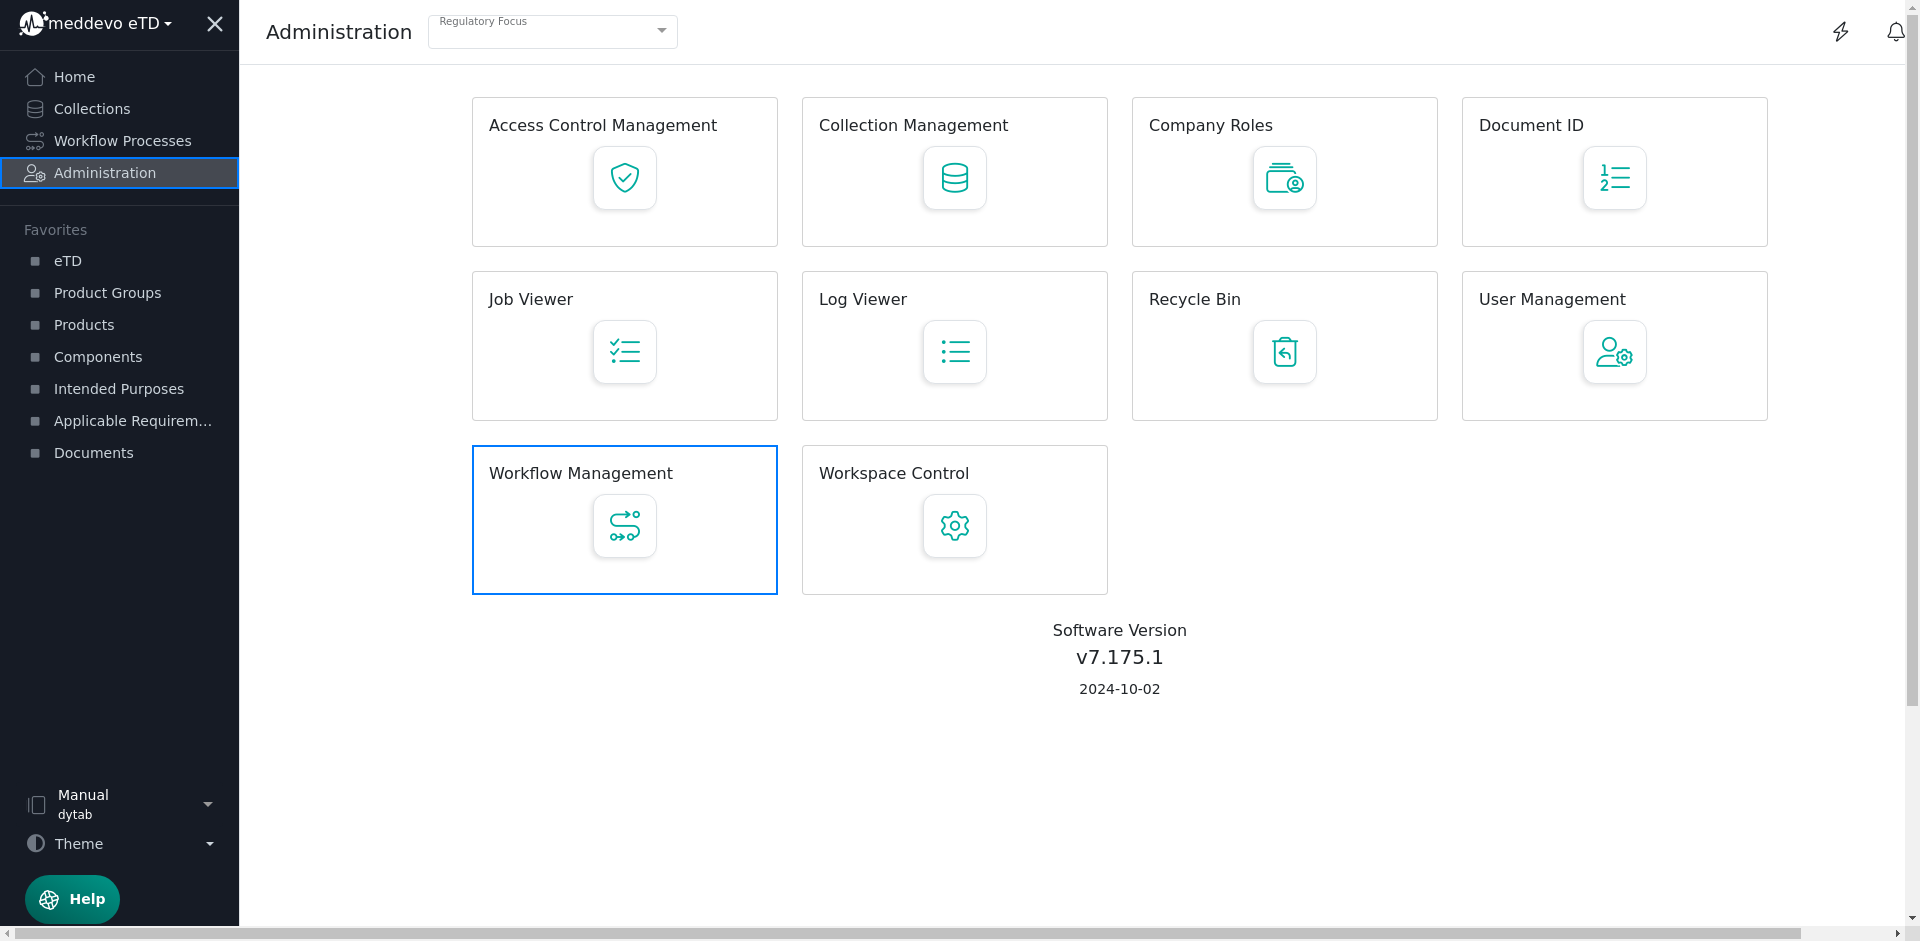 meddevo eTD
Home
Collections
Workflow Processes
Administration
Favorites
eTD
Product Groups
Products
Components
Intended Purposes
Applicable Requirem...
Documents
Manual
dytab
Theme
Help
Administration
Regulatory Focus
Access Control Management
Collection Management
Company Roles
Document ID
1
2
Job Viewer
Log Viewer
Recycle Bin
User Management
Workflow Management
Workspace Control
Software Version
v7.175.1
2024-10-02